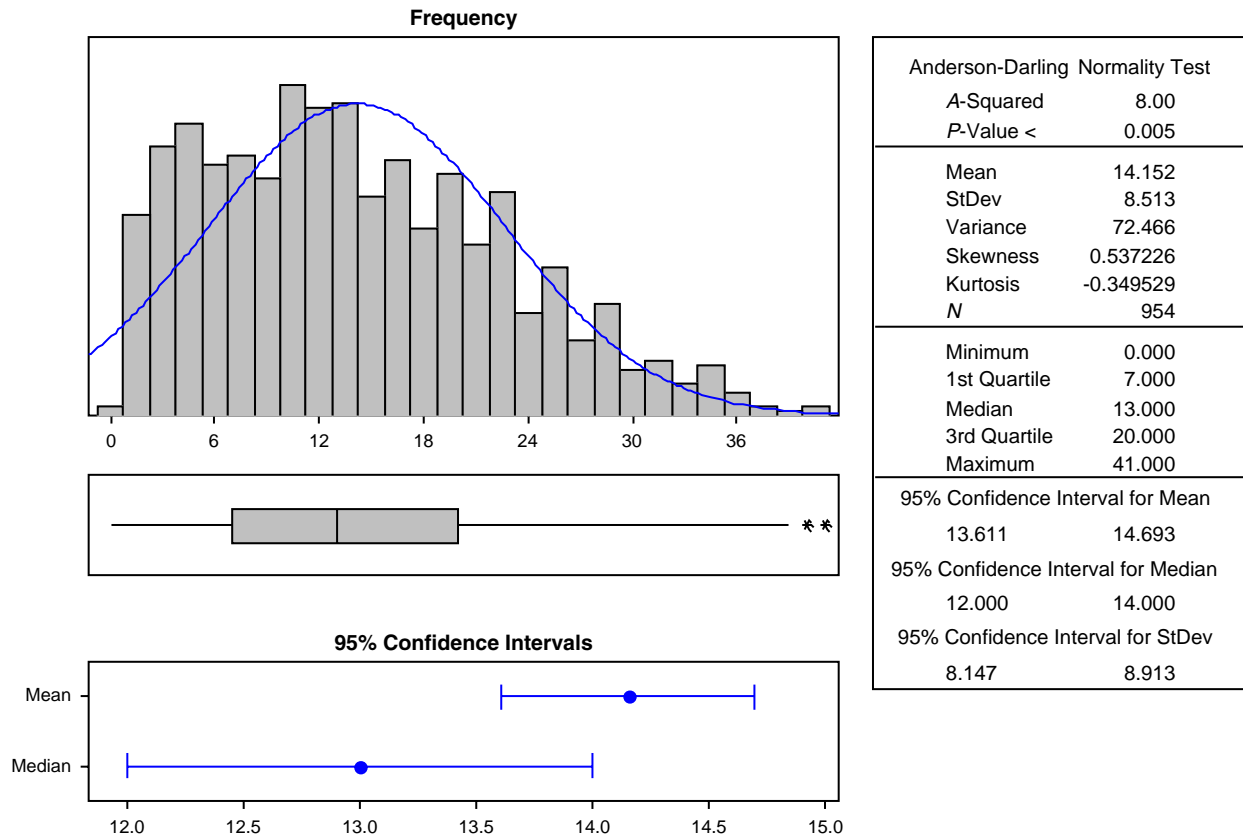 Frequency
0 6 12 18 24 30 36
95% Confidence Intervals
Mean
Median
12.0 12.5 13.0 13.5 14.0 14.5 15.0
Anderson-Darling Normality Test
A-Squared 8.00
P-Value < 0.005
Mean 14.152
StDev 8.513
Variance 72.466
Skewness 0.537226
Kurtosis -0.349529
N 954
Minimum 0.000
1st Quartile 7.000
Median 13.000
3rd Quartile 20.000
Maximum 41.000
95% Confidence Interval for Mean
13.611 14.693
95% Confidence Interval for Median
12.000 14.000
95% Confidence Interval for StDev
8.147 8.913